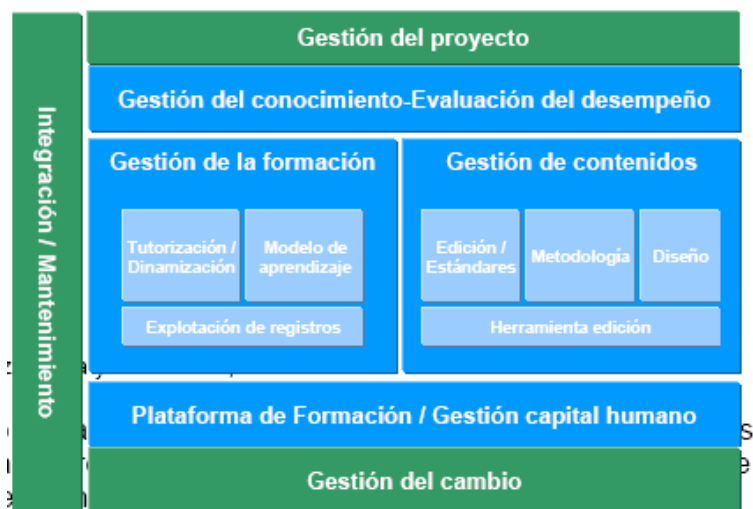 Gestión del proyecto
Gestión del conocimiento-Evaluación del desempeño
Integración / Mantenimiento
Gestión de la formación
Tutorización /
Dinamización
Modelo de
aprendizaje
Explotación de registros
Gestión de contenidos
Edición /
Estándares
Metodología
Diseño
Herramienta edición
Plataforma de Formación / Gestión capital humano
Gestión del cambio